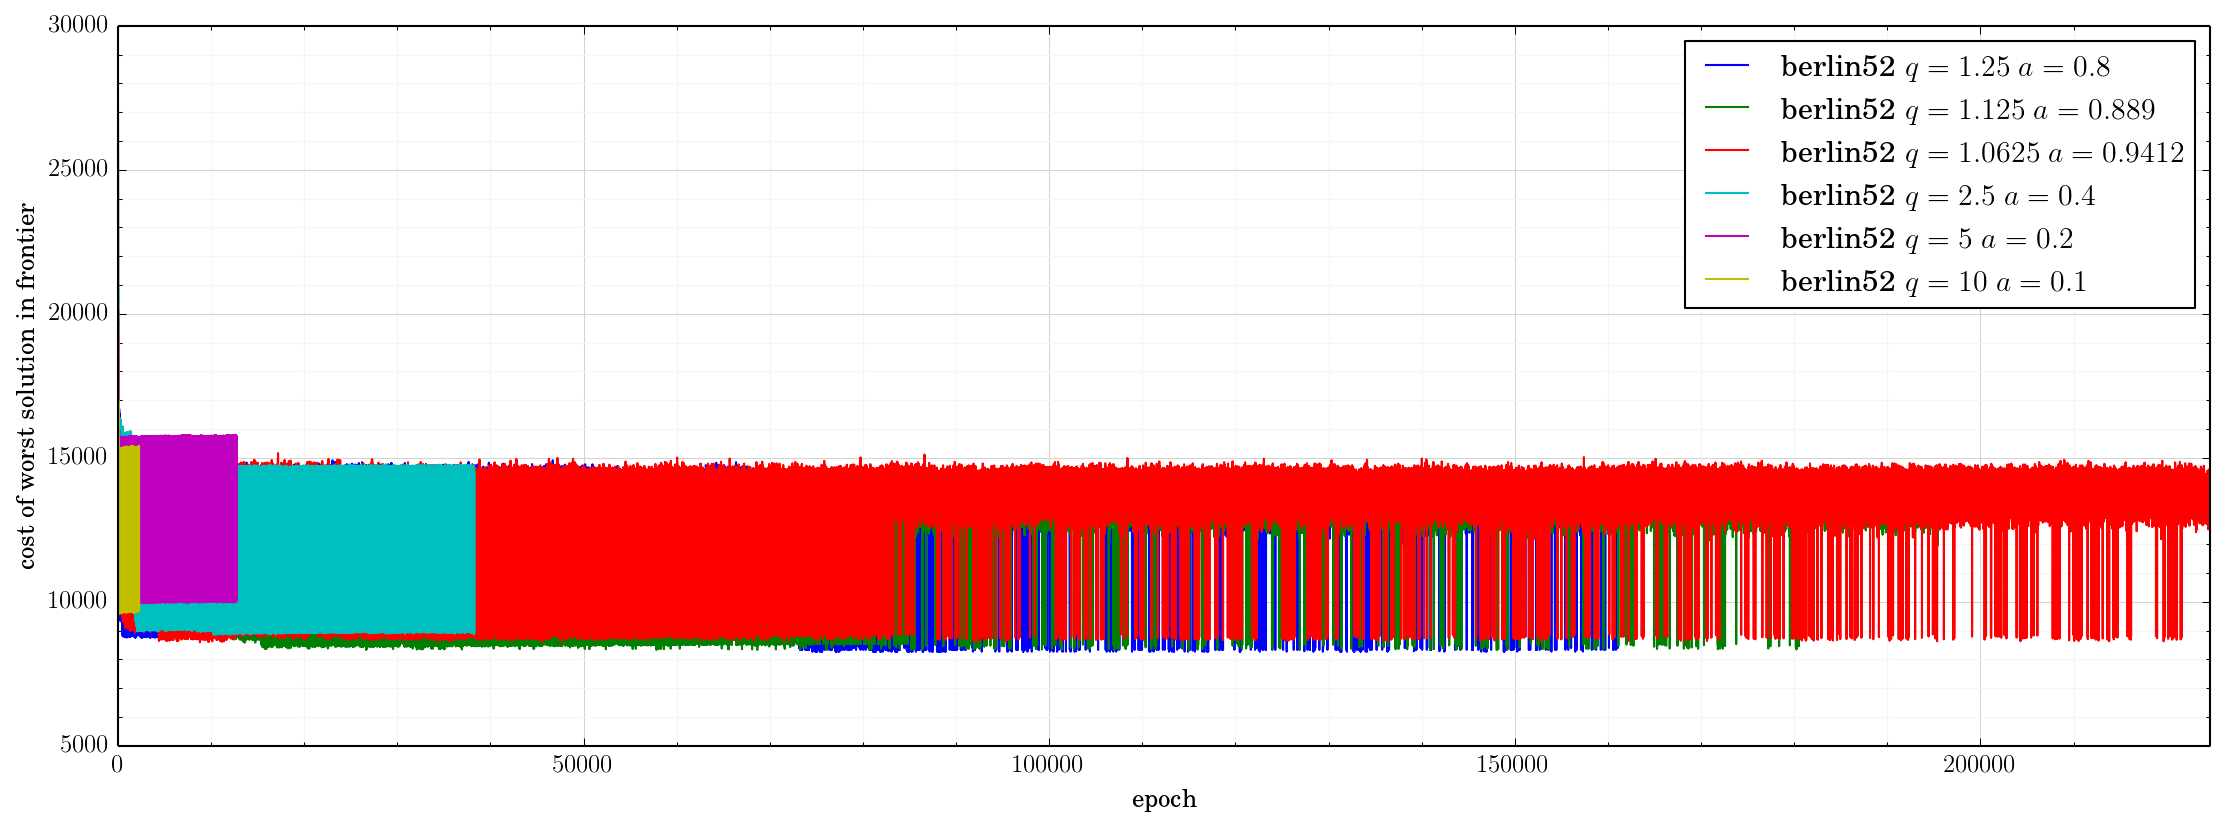 30000
25000
20000
15000
10000
5000
cost of worst solution in frontier
0
50000
100000
150000
200000
epoch
berlin52 q = 1.25 a = 0.8
berlin52 q = 1.125 a = 0.889
berlin52 q = 1.0625 a = 0.9412
berlin52 q = 2.5 a = 0.4
berlin52 q = 5 a = 0.2
berlin52 q = 10 a = 0.1